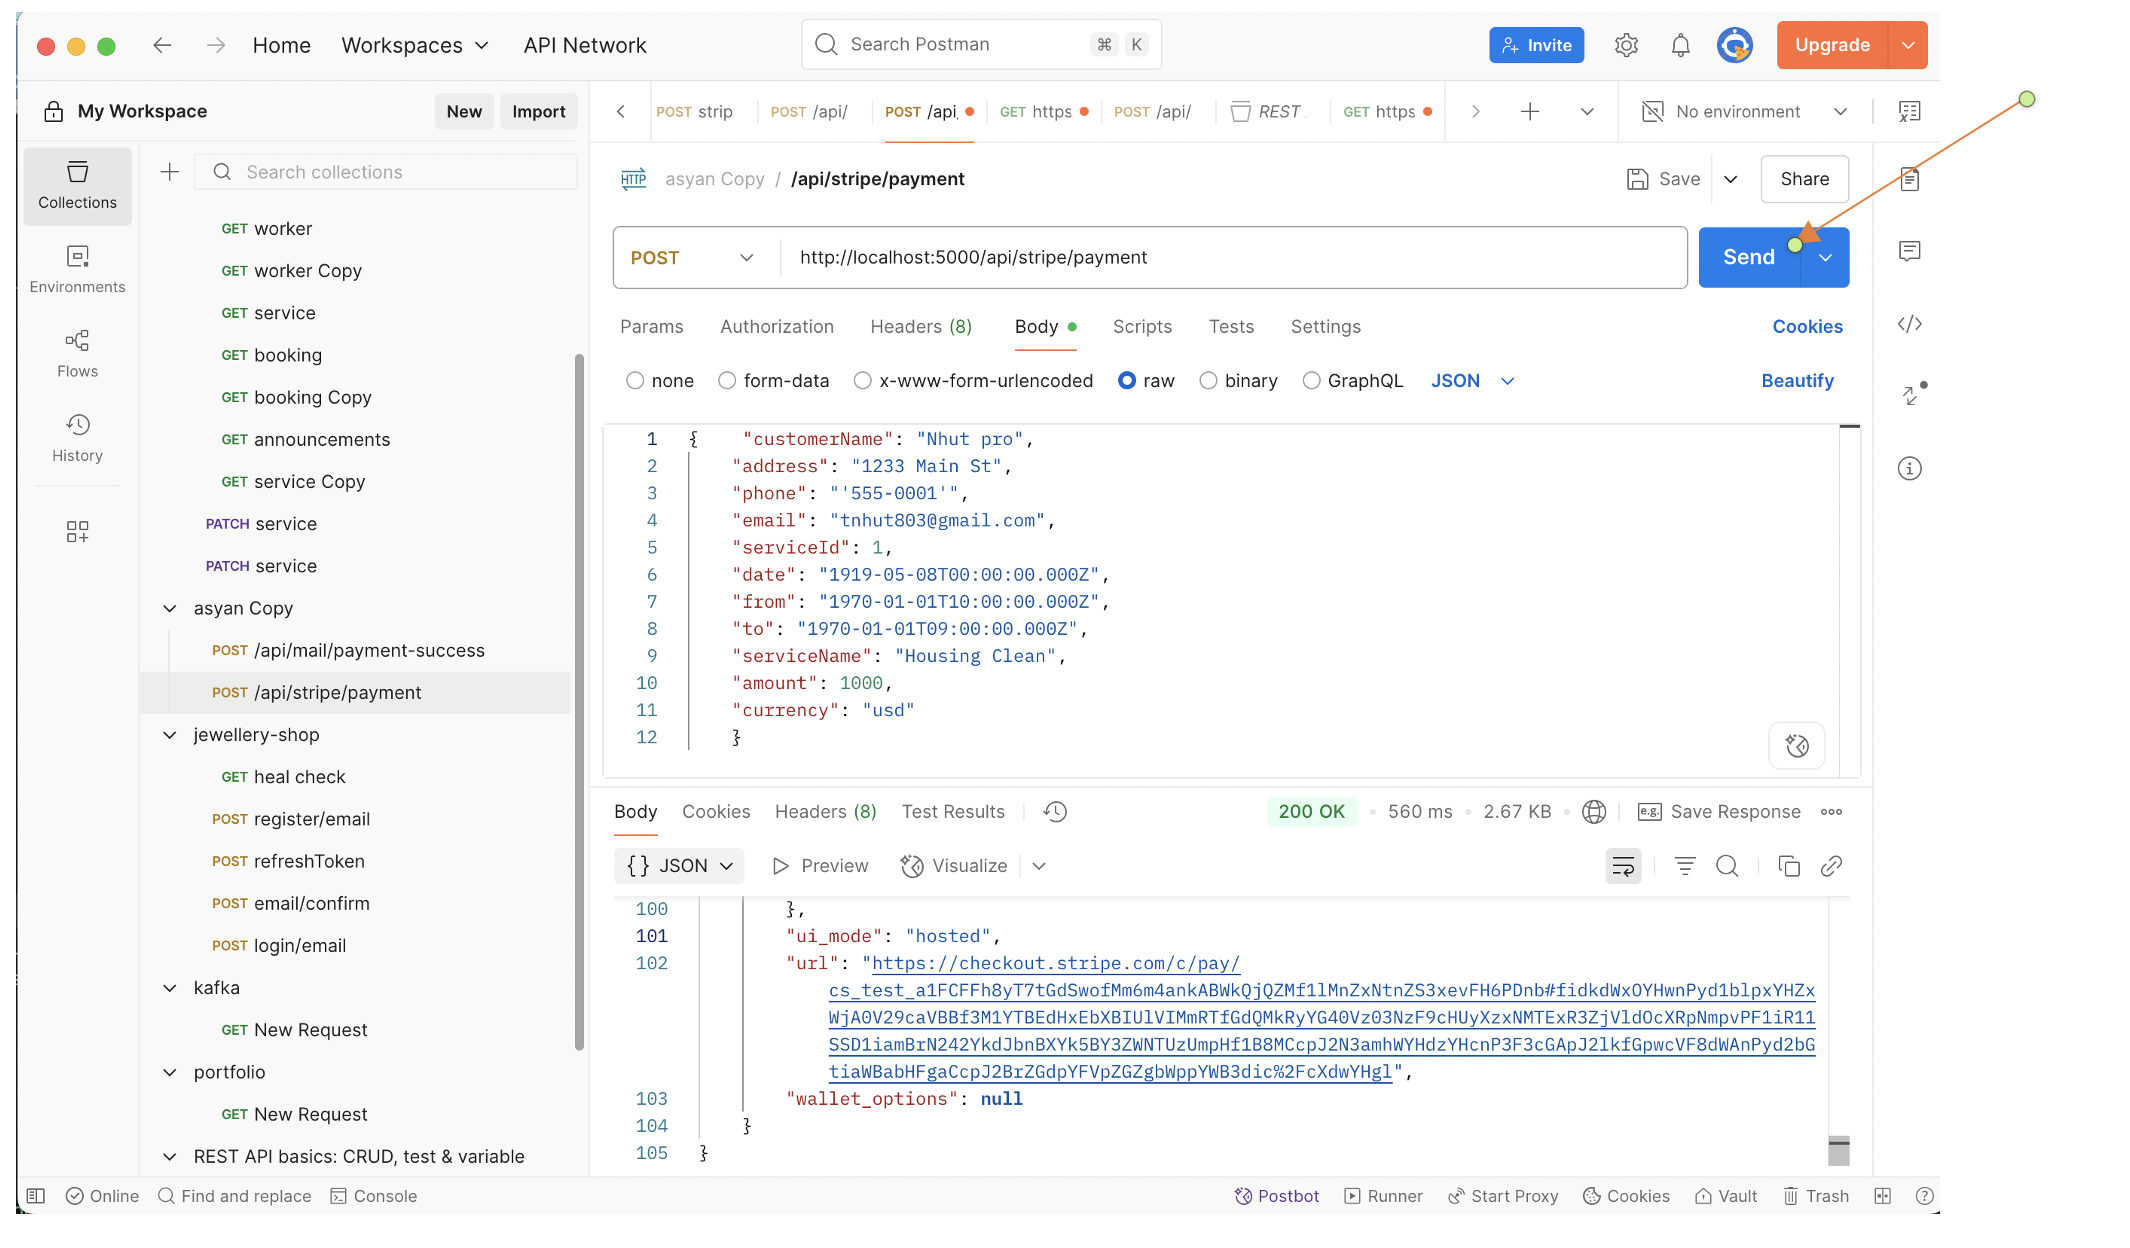 Home
Workspaces
API Network
Search Postman
⌘ K
Invite
Upgrade
My Workspace
New
Import
POST strip
POST /api/
POST /api,
GET https
POST /api/
REST
GET https
No environment
Collections
Environments
Flows
History
Search collections
GET worker
GET worker Copy
GET service
GET booking
GET booking Copy
GET announcements
GET service Copy
PATCH service
PATCH service
asyan Copy
POST /api/mail/payment-success
POST /api/stripe/payment
jewellery-shop
GET heal check
POST register/email
POST refreshToken
POST email/confirm
POST login/email
kafka
GET New Request
portfolio
GET New Request
REST API basics: CRUD, test & variable
HTTP asyan Copy / /api/stripe/payment
Save
Share
POST http://localhost:5000/api/stripe/payment
Send
Params Authorization Headers (8) Body Scripts Tests Settings
Cookies
none form-data x-www-form-urlencoded raw binary GraphQL JSON
Beautify
1 { "customerName": "Nhut pro",
2 "address": "1233 Main St",
3 "phone": "'555-0001'",
4 "email": "tnhut803@gmail.com",
5 "serviceId": 1,
6 "date": "1919-05-08T00:00:00.000Z",
7 "from": "1970-01-01T10:00:00.000Z",
8 "to": "1970-01-01T09:00:00.000Z",
9 "serviceName": "Housing Clean",
10 "amount": 1000,
11 "currency": "usd"
12 }
Body Cookies Headers (8) Test Results
200 OK 560 ms 2.67 KB e.g. Save Response
{} JSON Preview Visualize
100 },
101 "ui_mode": "hosted",
102 "url": "https://checkout.stripe.com/c/pay/
cs_test_a1FCFFh8yT7tGdSwofMm6m4ankABWkQjQZMf1lMnZxNtnZS3xevFH6PDnb#fidkdWxOYHwnPyd1blpxYHZx
WjA0V29caVBBf3M1YTBEdHxEbXBIUlVIMmRTfGdQMkRyYG40Vz03NzF9cHUyXzxNMTExR3ZjVldOcXRpNmpvPF1iR11
SSD1iamBrN242YkdJbnBXYk5BY3ZWNTUzUmpHf1B8MCcpJ2N3amhWYHdzYHcnP3F3cGApJ2lkfGpwcVF8dWAnPyd2bG
tiaWBabHFgaCcpJ2BrZGdpYFVpZGZgbWppYWB3dic%2FcXdwYHgl",
103 "wallet_options": null
104 }
105 }
Online
Find and replace
Console
Postbot
Runner
Start Proxy
Cookies
Vault
Trash